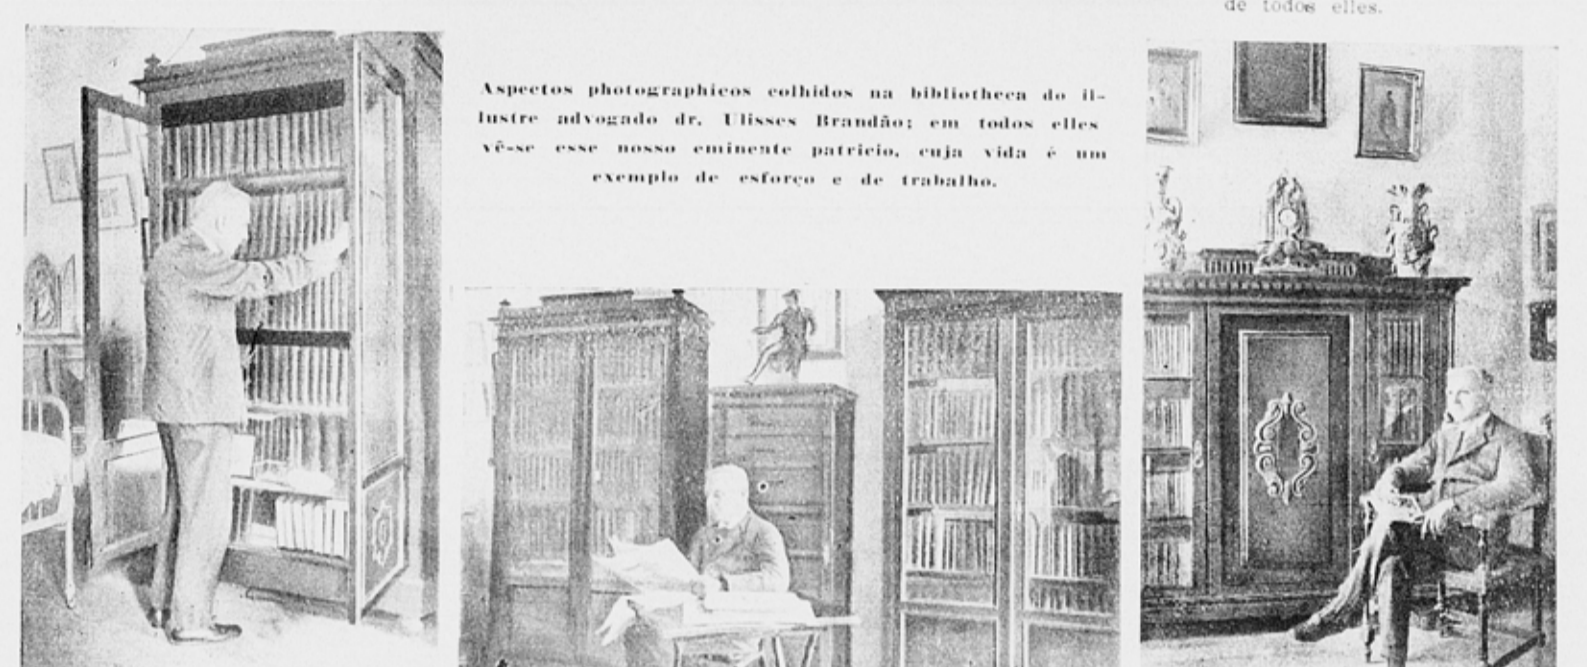 de todos elles.
Aspectos photographicos colhidos na bibliotheca do il-
lustre advogado dr. Ulisses Brandão; em todos elles
vê-se esse nosso eminente patricio, cuja vida é um
exemplo de esforço e de trabalho.